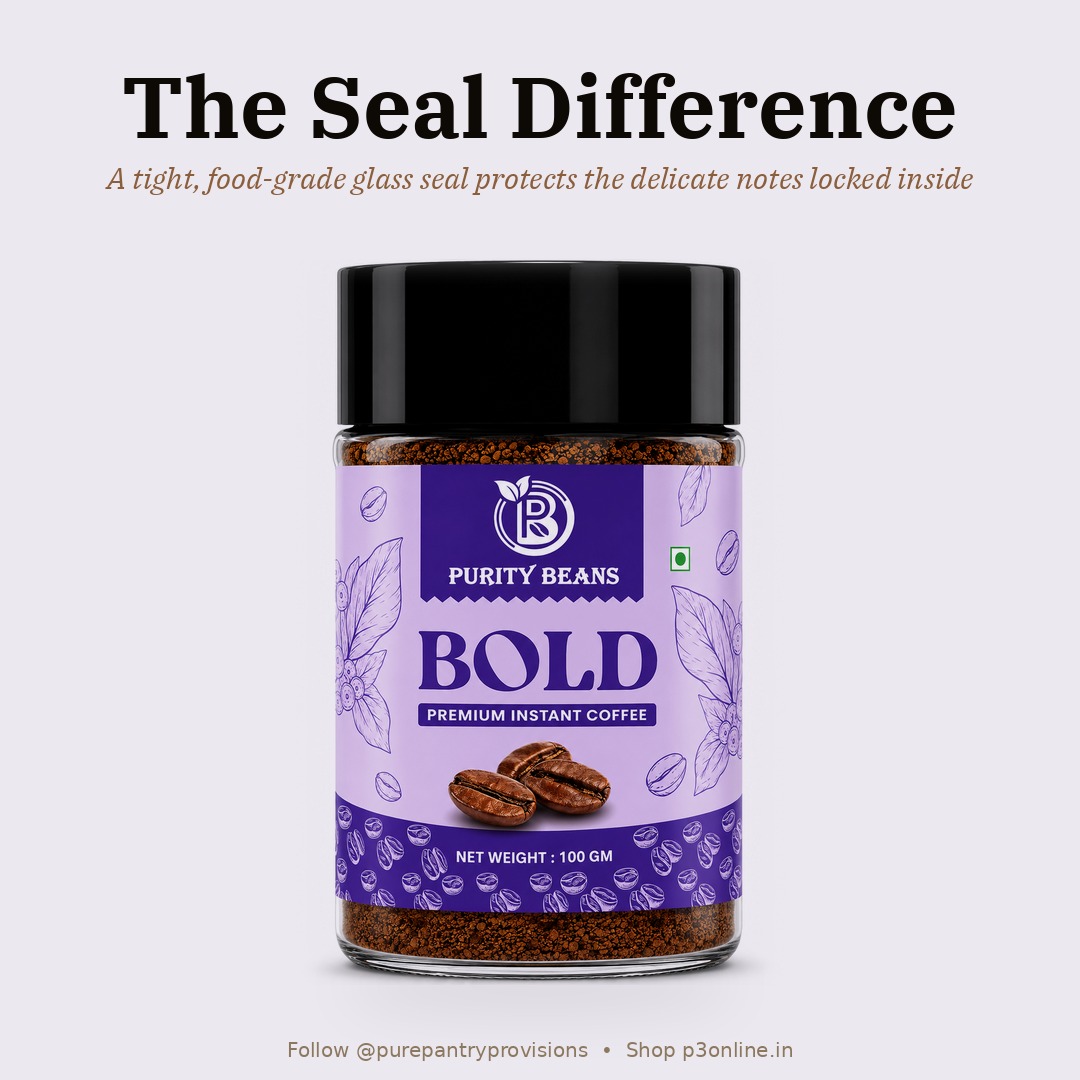 The Seal Difference
A tight, food-grade glass seal protects the delicate notes locked inside
PURITY BEANS
BOLD
PREMIUM INSTANT COFFEE
NET WEIGHT : 100 GM
Follow @purepantryprovisions • Shop p3online.in